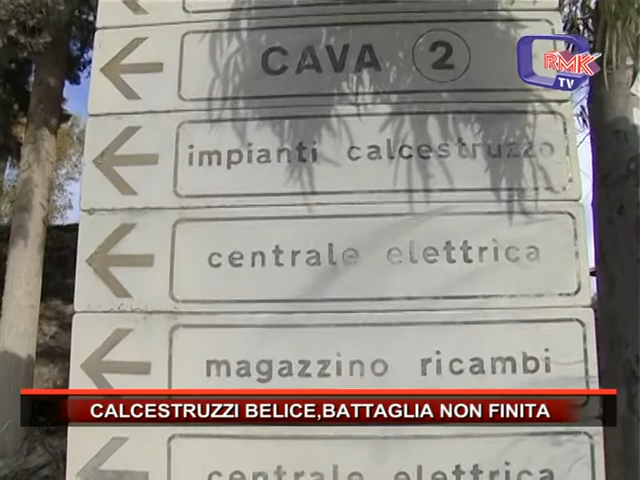 CAVA 2
RMK
TV
impianti calcestruzzo
centrale elettrica
magazzino ricambi
CALCESTRUZZI BELICE,BATTAGLIA NON FINITA
centrale elettrica